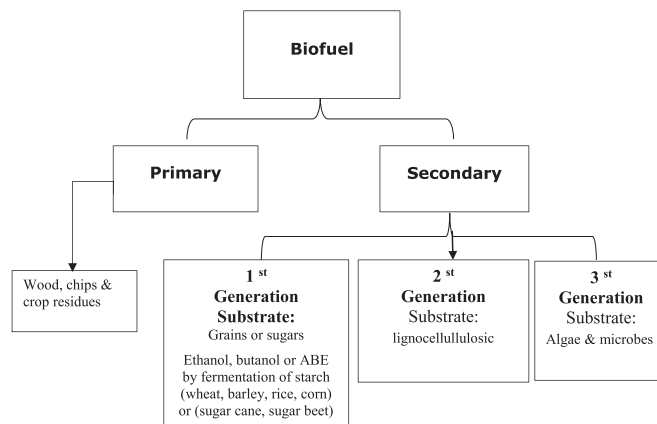 Biofuel
Primary
Secondary
Wood, chips &
crop residues
1 st
Generation
Substrate:
Grains or sugars
Ethanol, butanol or ABE
by fermentation of starch
(wheat, barley, rice, corn)
or (sugar cane, sugar beet)
2 st
Generation
Substrate:
lignocellullulosic
3 st
Generation
Substrate:
Algae & microbes